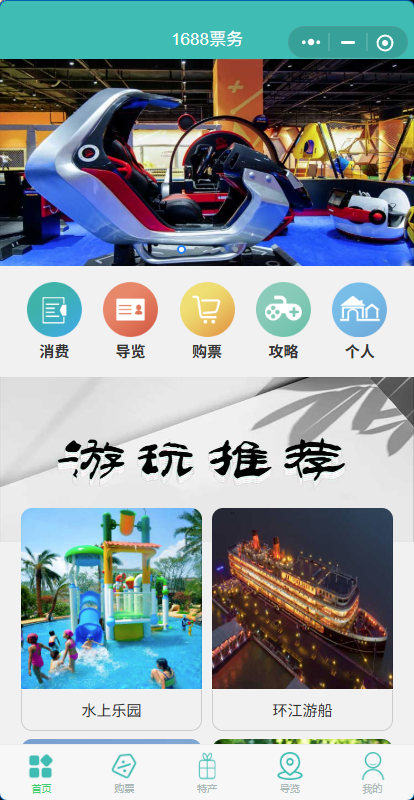 1688票务
消费 导览 购票 攻略 个人
游玩推荐
水上乐园 环江游船
首页 购票 特产 导览 我的